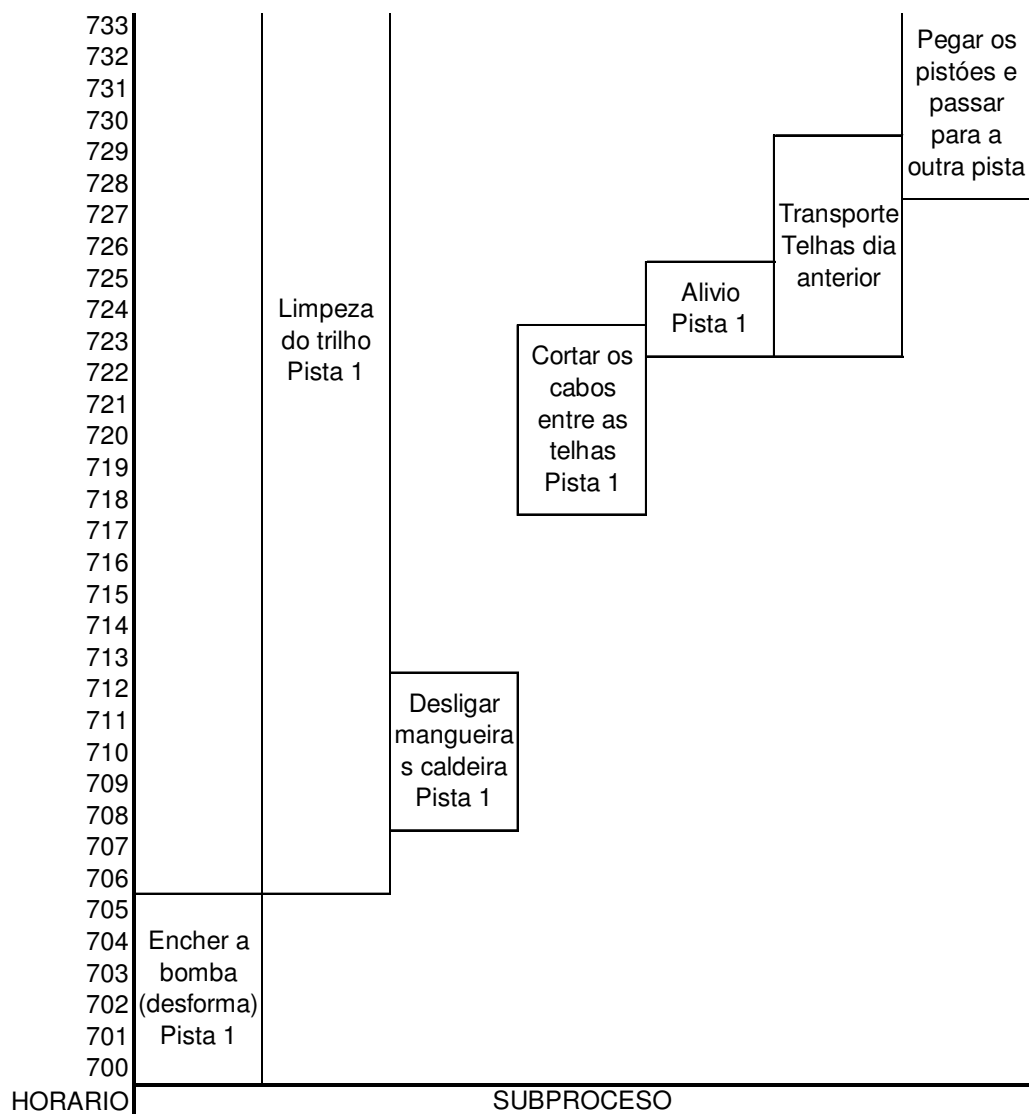 733
732
731
730
729
728
727
726
725
724
723
722
721
720
719
718
717
716
715
714
713
712
711
710
709
708
707
706
705
704
703
702
701
700
HORARIO
Encher a
bomba
(desforma)
Pista 1
Limpeza
do trilho
Pista 1
Desligar
mangueira
s caldeira
Pista 1
Cortar os
cabos
entre as
telhas
Pista 1
Alivio
Pista 1
Transporte
Telhas dia
anterior
Pegar os
pistóes e
passar
para a
outra pista
SUBPROCESO